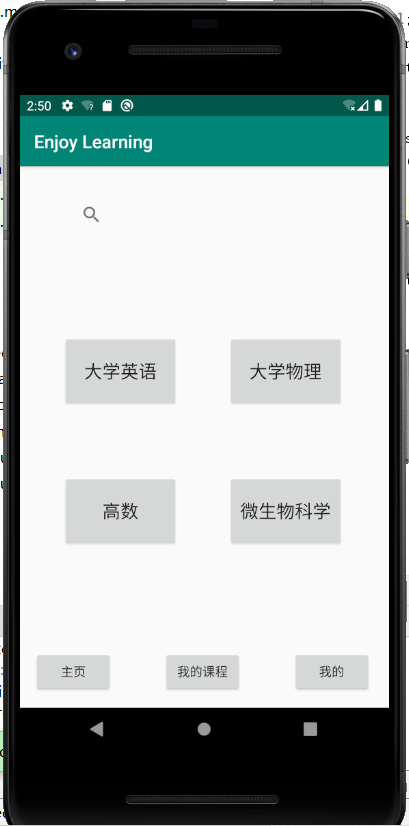 2:50
Enjoy Learning
大学英语 大学物理
高数 微生物科学
主页 我的课程 我的